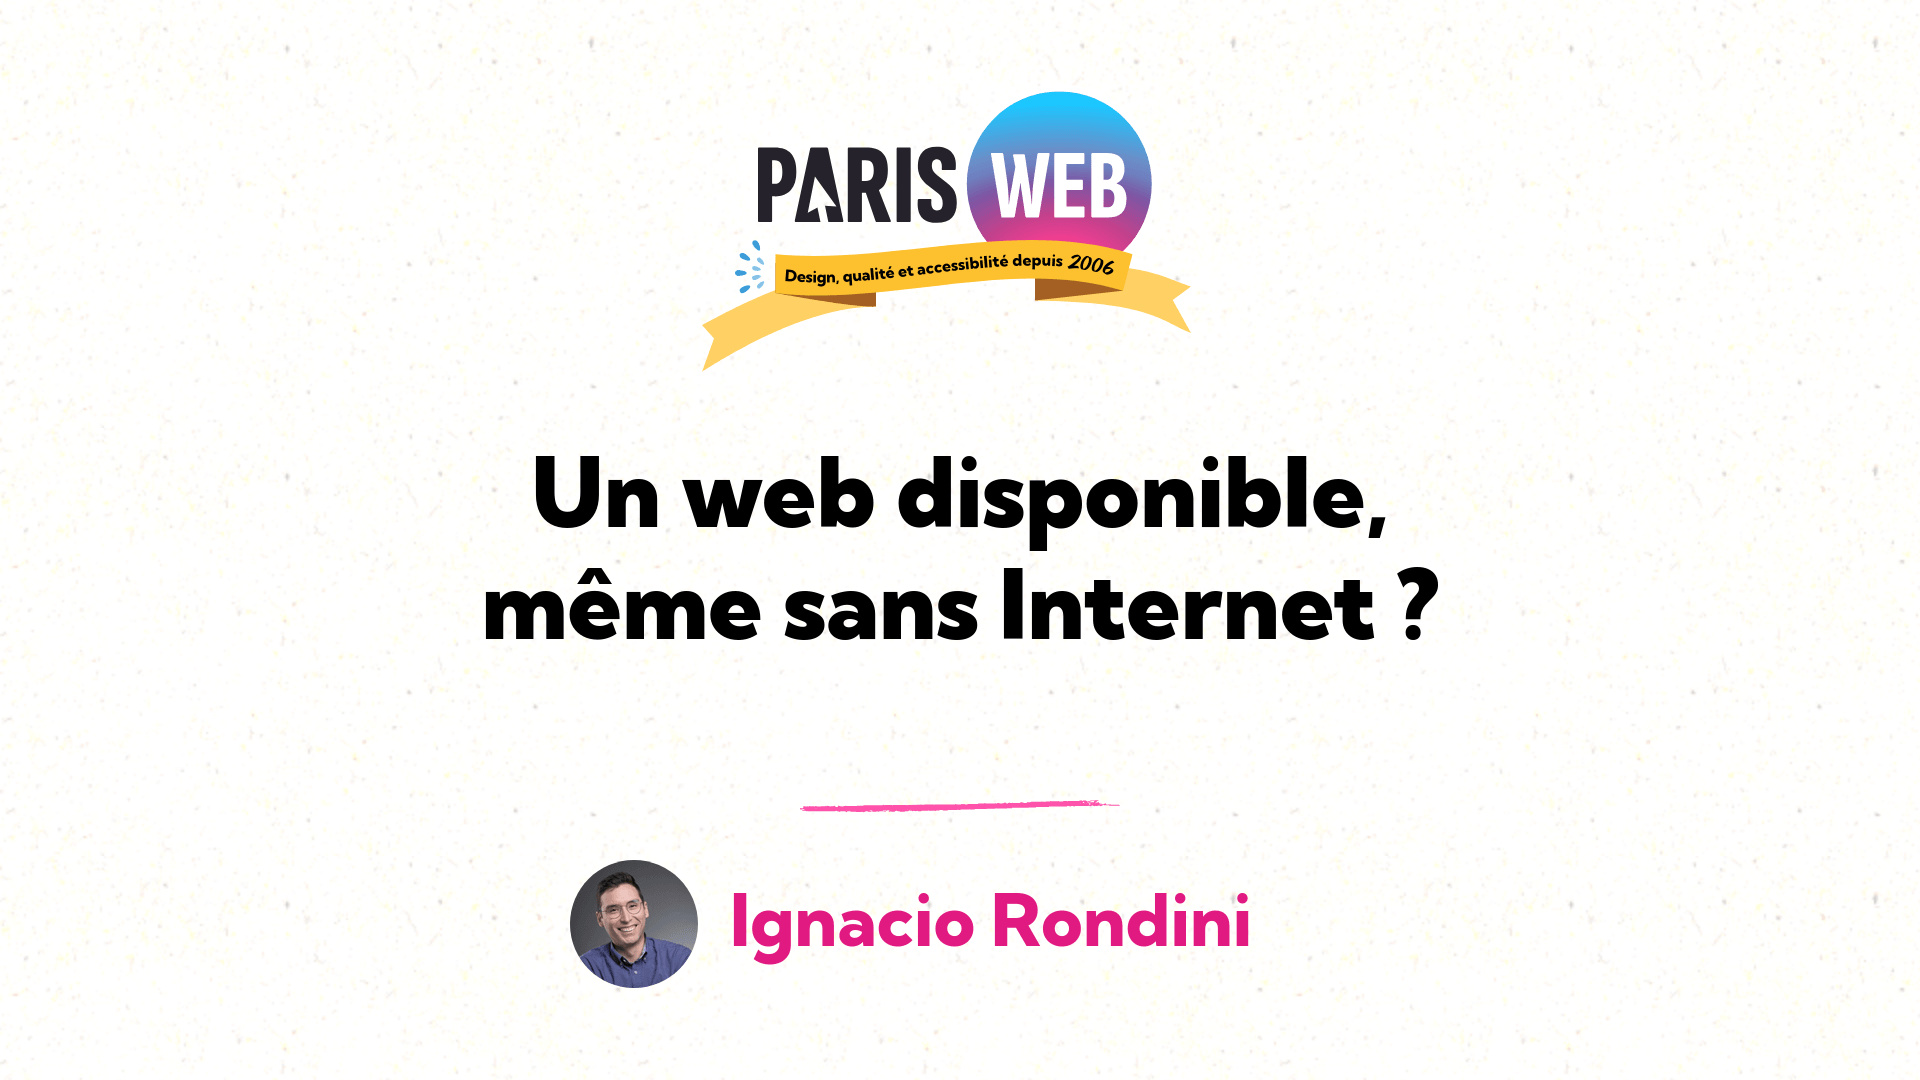 PARIS WEB
Design, qualité et accessibilité depuis 2006
Un web disponible,
même sans Internet ?
Ignacio Rondini